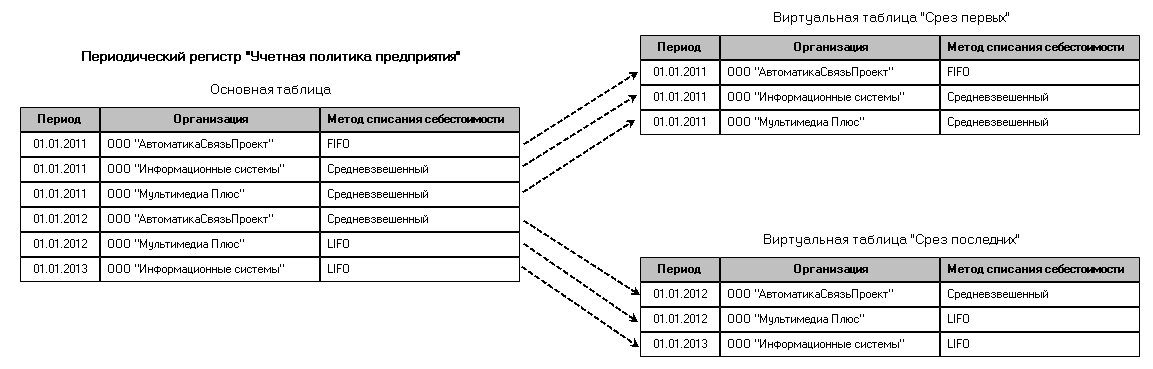 Периодический регистр "Учетная политика предприятия"
Основная таблица
Период Организация Метод списания себестоимости
01.01.2011 ООО "АвтоматикаСвязьПроект" FIFO
01.01.2011 ООО "Информационные системы" Средневзвешенный
01.01.2011 ООО "Мультимедиа Плюс" Средневзвешенный
01.01.2012 ООО "АвтоматикаСвязьПроект" Средневзвешенный
01.01.2012 ООО "Мультимедиа Плюс" LIFO
01.01.2013 ООО "Информационные системы" LIFO
Виртуальная таблица "Срез первых"
Период Организация Метод списания себестоимости
01.01.2011 ООО "АвтоматикаСвязьПроект" FIFO
01.01.2011 ООО "Информационные системы" Средневзвешенный
01.01.2011 ООО "Мультимедиа Плюс" Средневзвешенный
Виртуальная таблица "Срез последних"
Период Организация Метод списания себестоимости
01.01.2012 ООО "АвтоматикаСвязьПроект" Средневзвешенный
01.01.2012 ООО "Мультимедиа Плюс" LIFO
01.01.2013 ООО "Информационные системы" LIFO